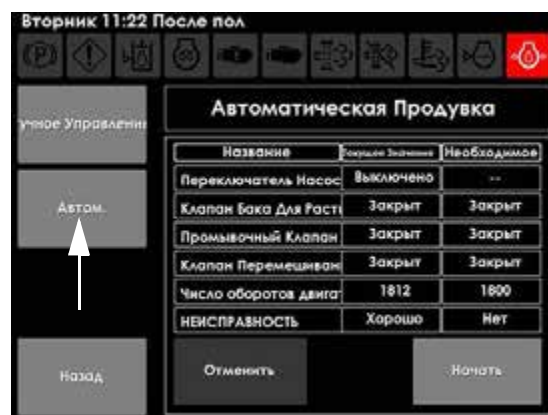 Вторник 11:22 После пол
Автоматическая Продувка
учное Управлени
Автом.
Назад
Название Текущее Значение Необходимое
Переключатель Насос Выключено --
Клапан Бака Для Раст Закрыт Закрыт
Промывочный Клапан Закрыт Закрыт
Клапан Перемешиван Закрыт Закрыт
Число оборотов двига 1812 1800
НЕИСПРАВНОСТЬ Хорошо Нет
Отменить Начать